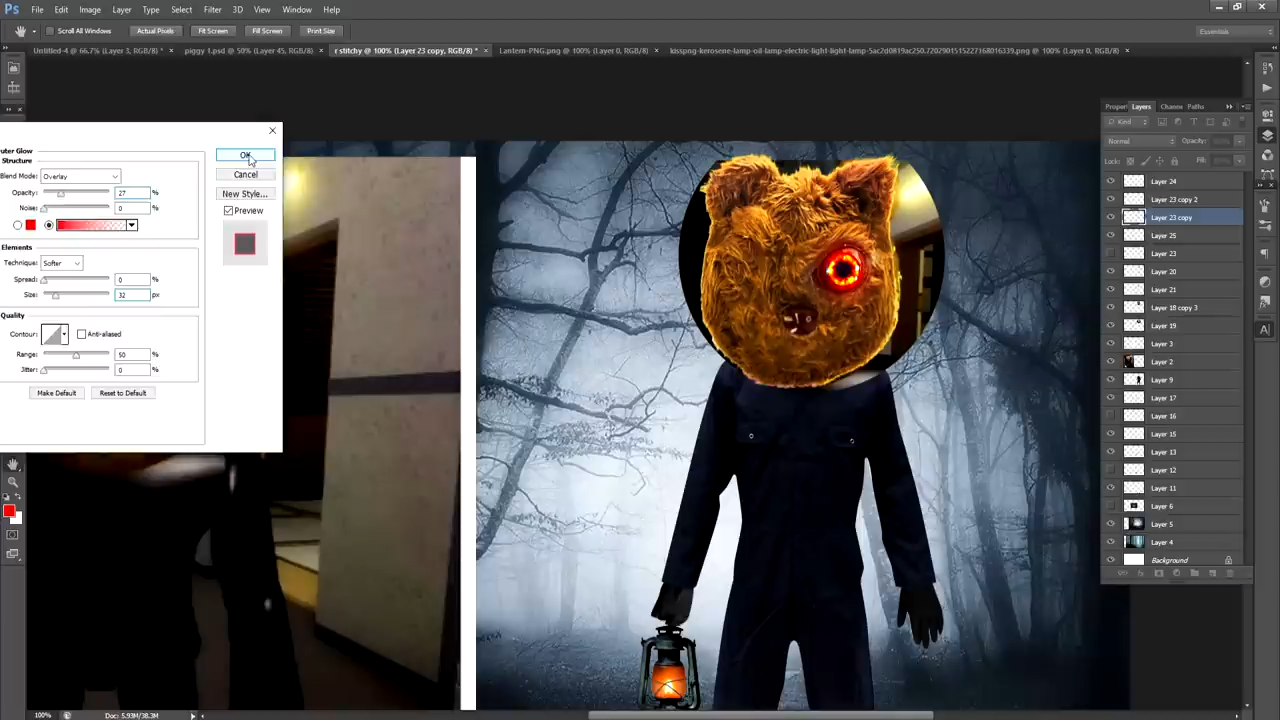 Ps File Edit Image Layer Type Select Filter 3D View Window Help
Scroll All Windows Actual Pixels Fit Screen Fill Screen Print Size Essentials
Untitled-4 @ 66,7% (Layer 3, RGB/8) * × piggy 1.psd @ 50% (Layer 45, RGB/8) × r stitchy @ 100% (Layer 23 copy, RGB/8) * × Lantern-PNG.png @ 100% (Layer 0, RGB/8) × kisspng-kerosene-lamp-oil-lamp-electric-light-light-lamp-5ac2d0819ac250.7202901515227168016339.png @ 100% (Layer 0, RGB/8) ×
Propert Layers Channe Paths
Kind
Normal Opacity:
Lock: Fill:
uter Glow
Structure
Blend Mode: Overlay
Opacity: 27 %
Noise: 0 %
Elements
Technique: Softer
Spread: 0 %
Size: 32 px
Quality
Contour: Anti-aliased
Range: 50 %
Jitter: 0 %
Make Default Reset to Default
OK
Cancel
New Style...
Preview
Layer 24
Layer 23 copy 2
Layer 23 copy
Layer 25
Layer 23
Layer 20
Layer 21
Layer 18 copy 3
Layer 19
Layer 3
Layer 2
Layer 9
Layer 17
Layer 16
Layer 15
Layer 13
Layer 12
Layer 11
Layer 6
Layer 5
Layer 4
Background
100% Doc: 5.93M/38.3M